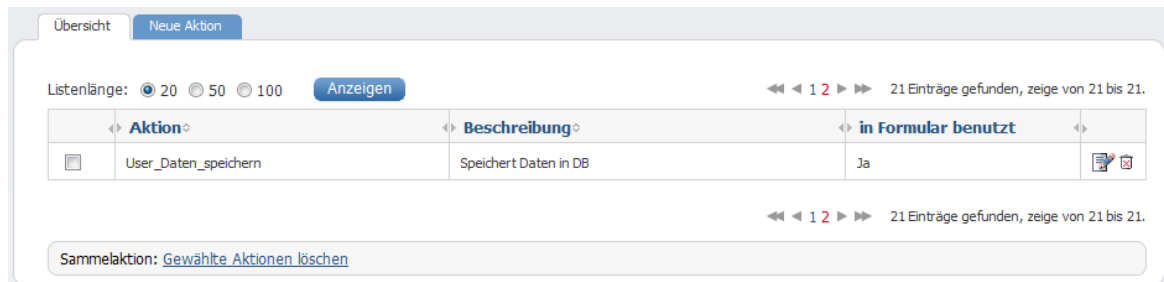 Übersicht Neue Aktion
Listenlänge: 20 50 100 Anzeigen 1 2 21 Einträge gefunden, zeige von 21 bis 21.
Aktion Beschreibung in Formular benutzt
User_Daten_speichern Speichert Daten in DB Ja
1 2 21 Einträge gefunden, zeige von 21 bis 21.
Sammelaktion: Gewählte Aktionen löschen